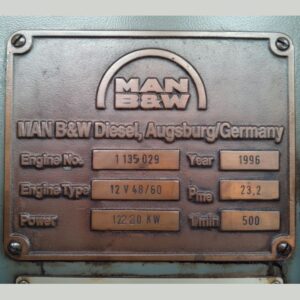 MAN
B&W
MAN B&W Diesel, Augsburg/Germany
Engine No. 1 135 029 Year 1996
Engine Type 12 V 48/60 Pme 23,2
Power KW 1/min 500